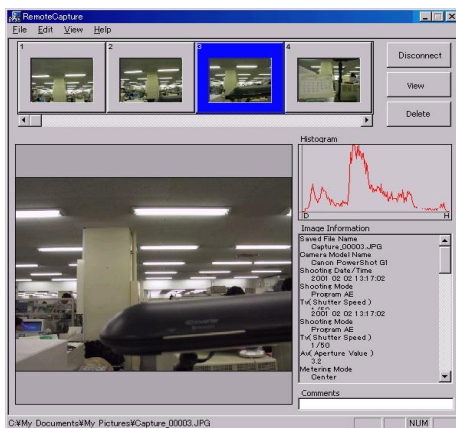 RemoteCapture
File Edit View Help
1 2 3 4
Disconnect
View
Delete
Histogram
D H
Image Information
Saved File Name
Capture_00003.JPG
Camera Model Name
Canon PowerShot G1
Shooting Date/Time
2001 02 02 13:17:02
Shooting Mode
Program AE
Tv( Shutter Speed )
1/50
2001 02 02 13:17:02
Shooting Mode
Program AE
Tv( Shutter Speed )
1/50
Av( Aperture Value )
3.2
Metering Mode
Center
Comments
C:¥My Documents¥My Pictures¥Capture_00003.JPG
NUM